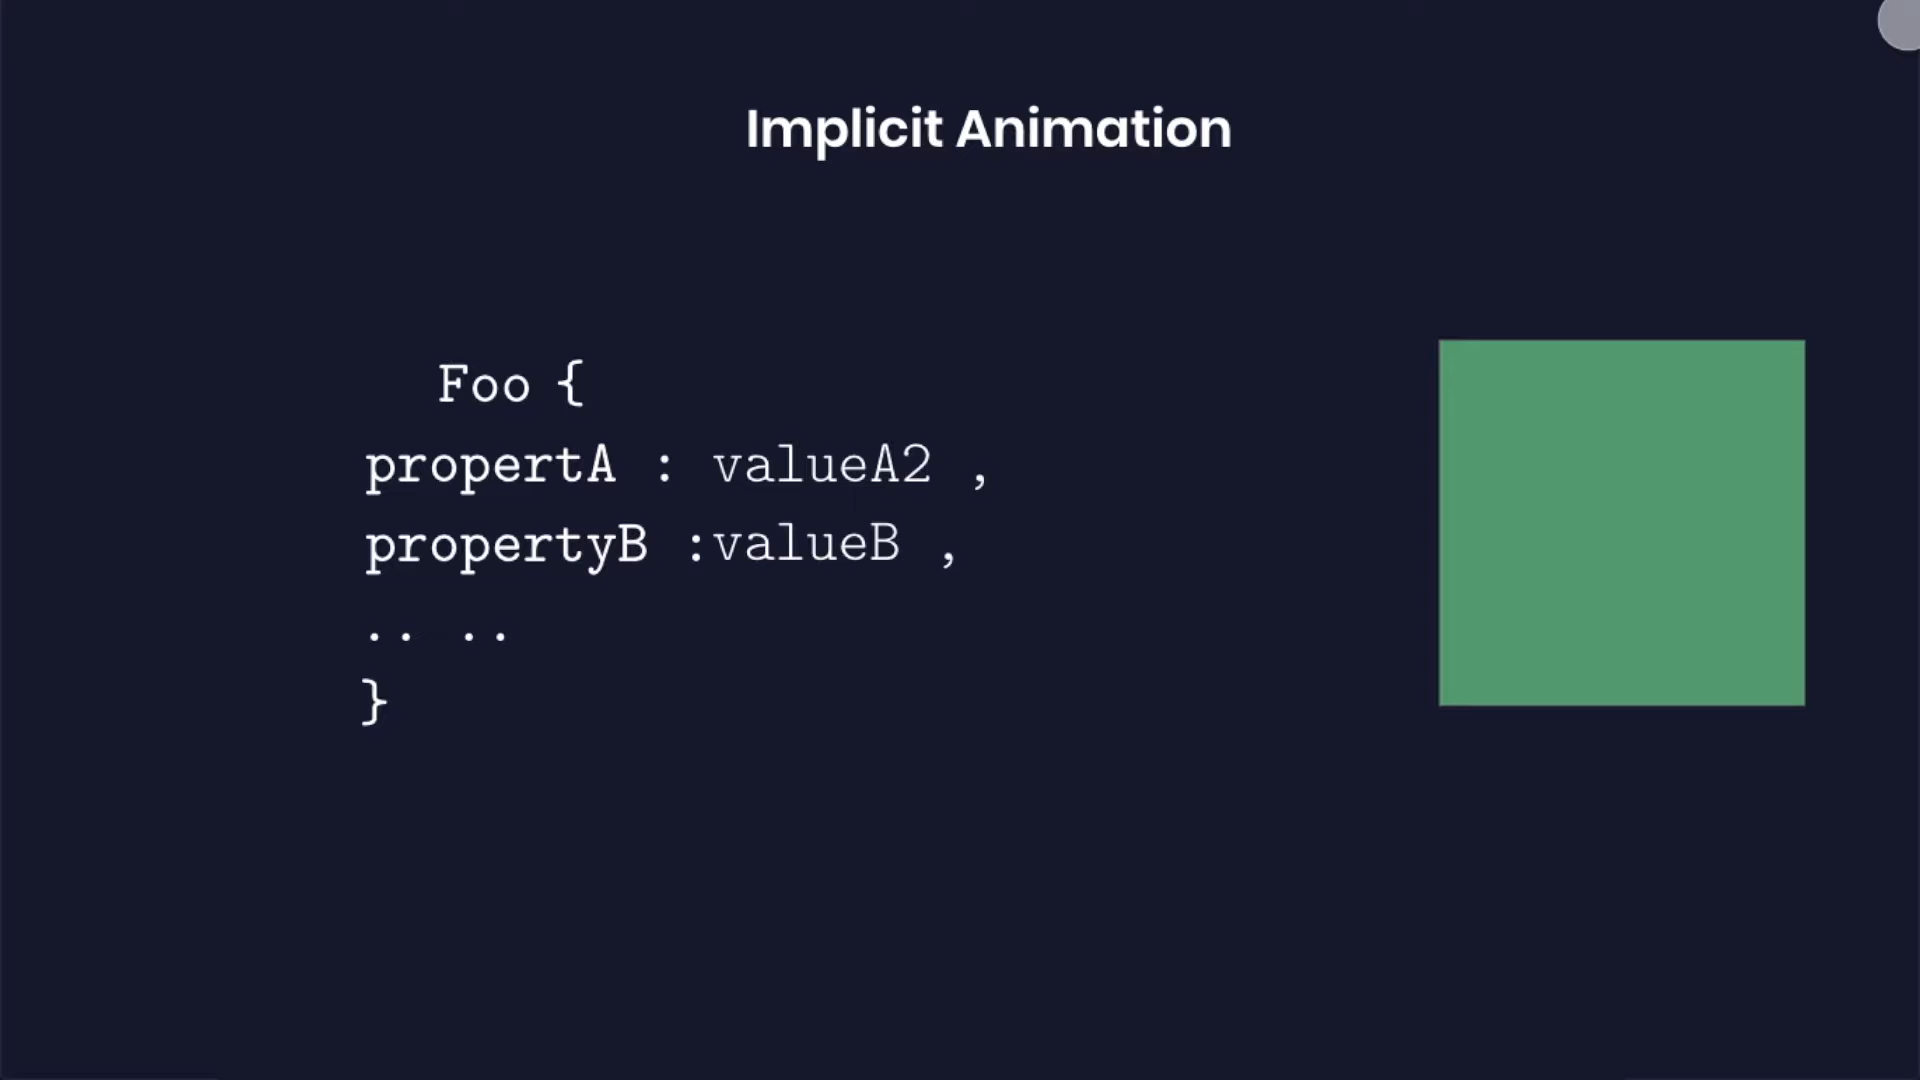 Implicit Animation
Foo {
propertA : valueA2 ,
propertyB :valueB ,
.. ..
}